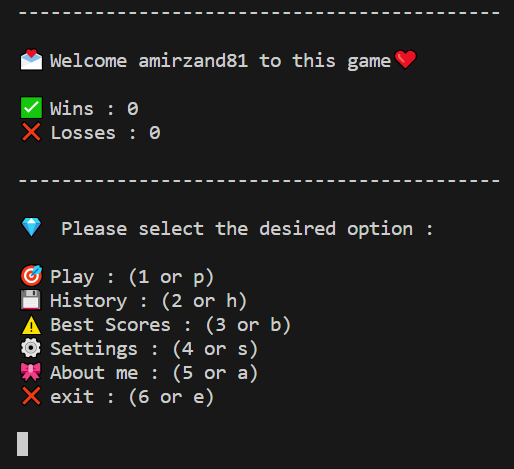 --------------------------------------------
💌 Welcome amirzand81 to this game❤️
✅ Wins : 0
❌ Losses : 0
--------------------------------------------
💎 Please select the desired option :
🎯 Play : (1 or p)
💾 History : (2 or h)
⚠️ Best Scores : (3 or b)
⚙️ Settings : (4 or s)
🎀 About me : (5 or a)
❌ exit : (6 or e)